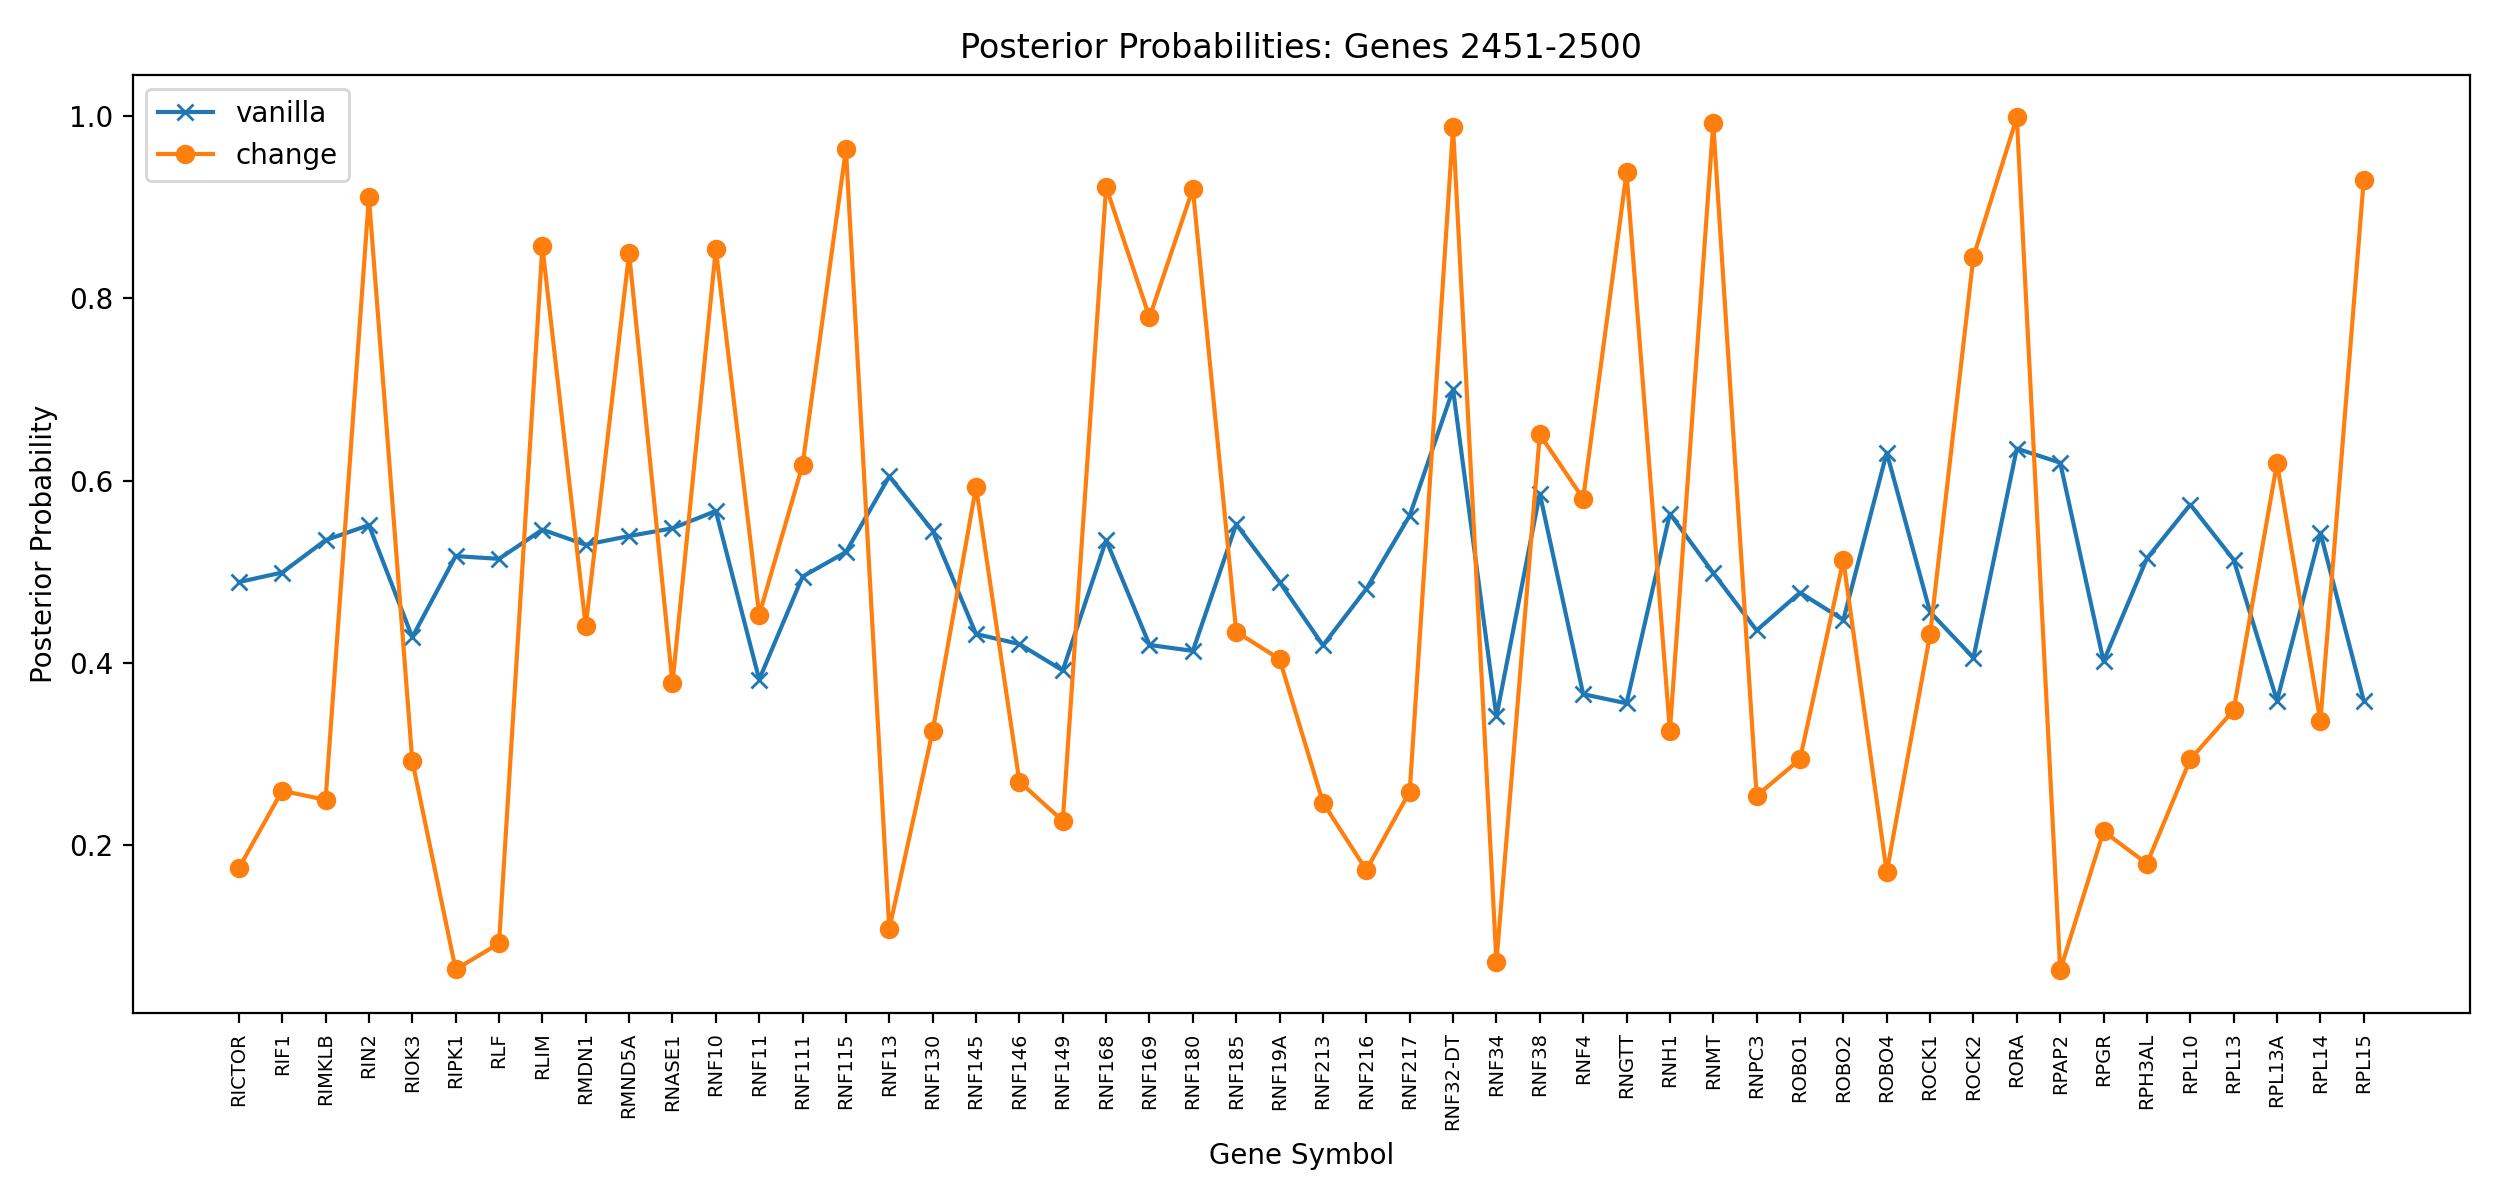 Posterior Probabilities: Genes 2451-2500
vanilla
change
1.0
0.8
0.6
0.4
0.2
Posterior Probability
RICTOR
RIF1
RIMKLB
RIN2
RIOK3
RIPK1
RLF
RLIM
RMDN1
RMND5A
RNASE1
RNF10
RNF11
RNF111
RNF115
RNF13
RNF130
RNF145
RNF146
RNF149
RNF168
RNF169
RNF180
RNF185
RNF19A
RNF213
RNF216
RNF217
RNF32-DT
RNF34
RNF38
RNF4
RNGTT
RNH1
RNMT
RNPC3
ROBO1
ROBO2
ROBO4
ROCK1
ROCK2
RORA
RPAP2
RPGR
RPH3AL
RPL10
RPL13
RPL13A
RPL14
RPL15
Gene Symbol